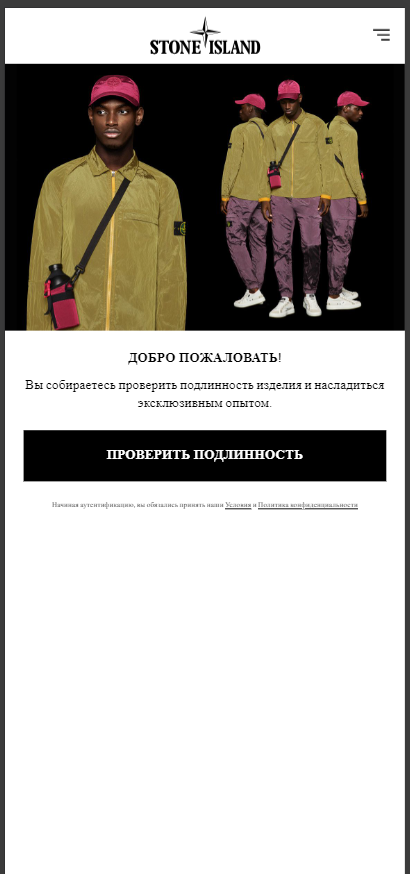 STONE ISLAND
ДОБРО ПОЖАЛОВАТЬ!
Вы собираетесь проверить подлинность изделия и насладиться
эксклюзивным опытом.
ПРОВЕРИТЬ ПОДЛИННОСТЬ
Начиная аутентификацию, вы обязались принять наши Условия и Политика конфиденциальности